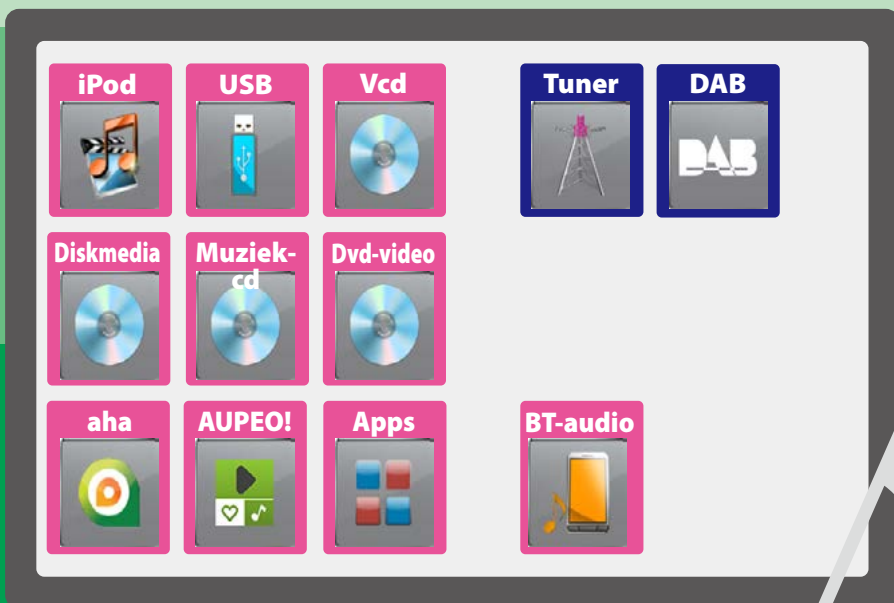 iPod
USB
Vcd
Tuner
DAB
DAB
Diskmedia
Muziek-
cd
Dvd-video
aha
AUPEO!
Apps
BT-audio